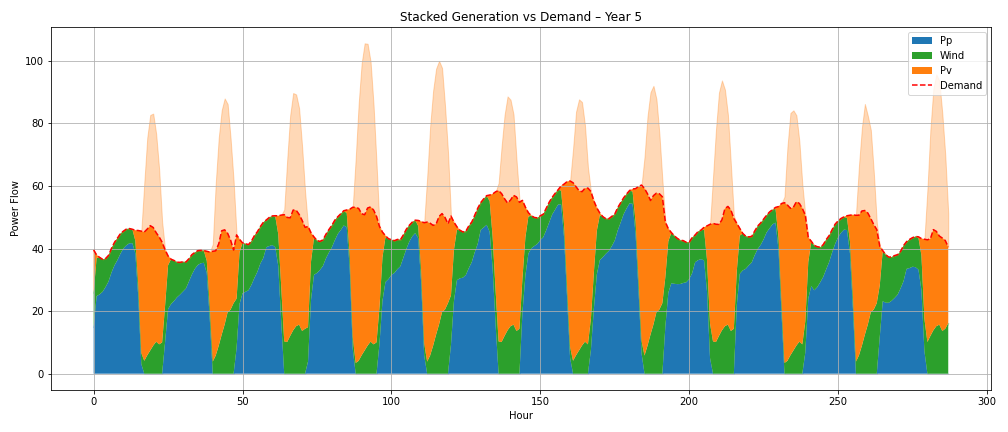 Stacked Generation vs Demand – Year 5
Power Flow
100
80
60
40
20
0
Pp
Wind
Pv
Demand
0 50 100 150 200 250 300
Hour